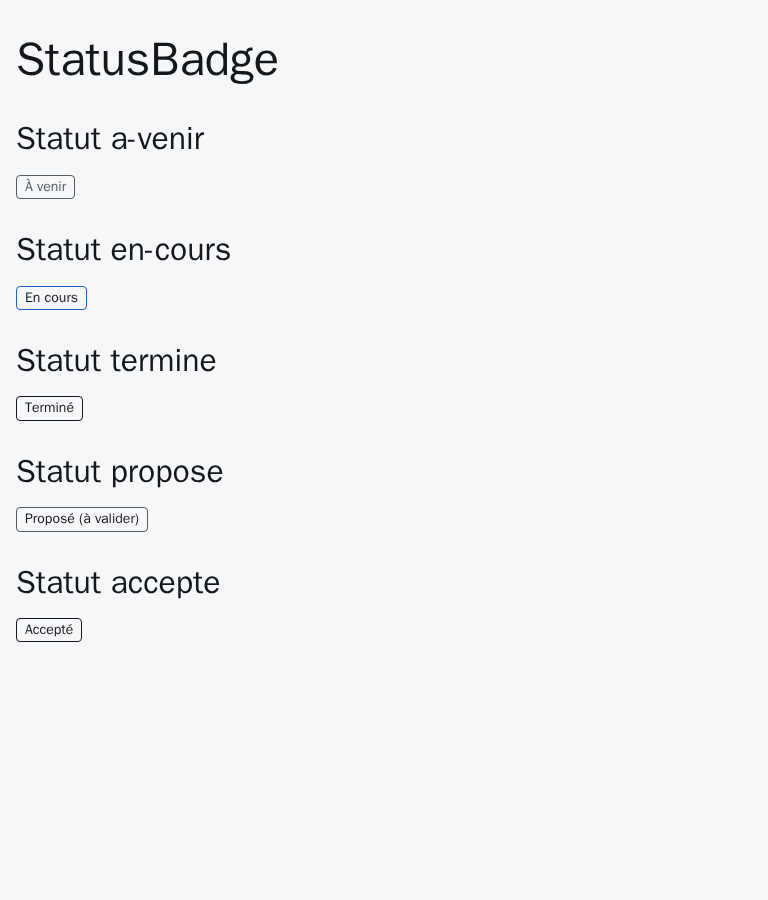 StatusBadge
Statut a-venir
À venir
Statut en-cours
En cours
Statut termine
Terminé
Statut propose
Proposé (à valider)
Statut accepte
Accepté